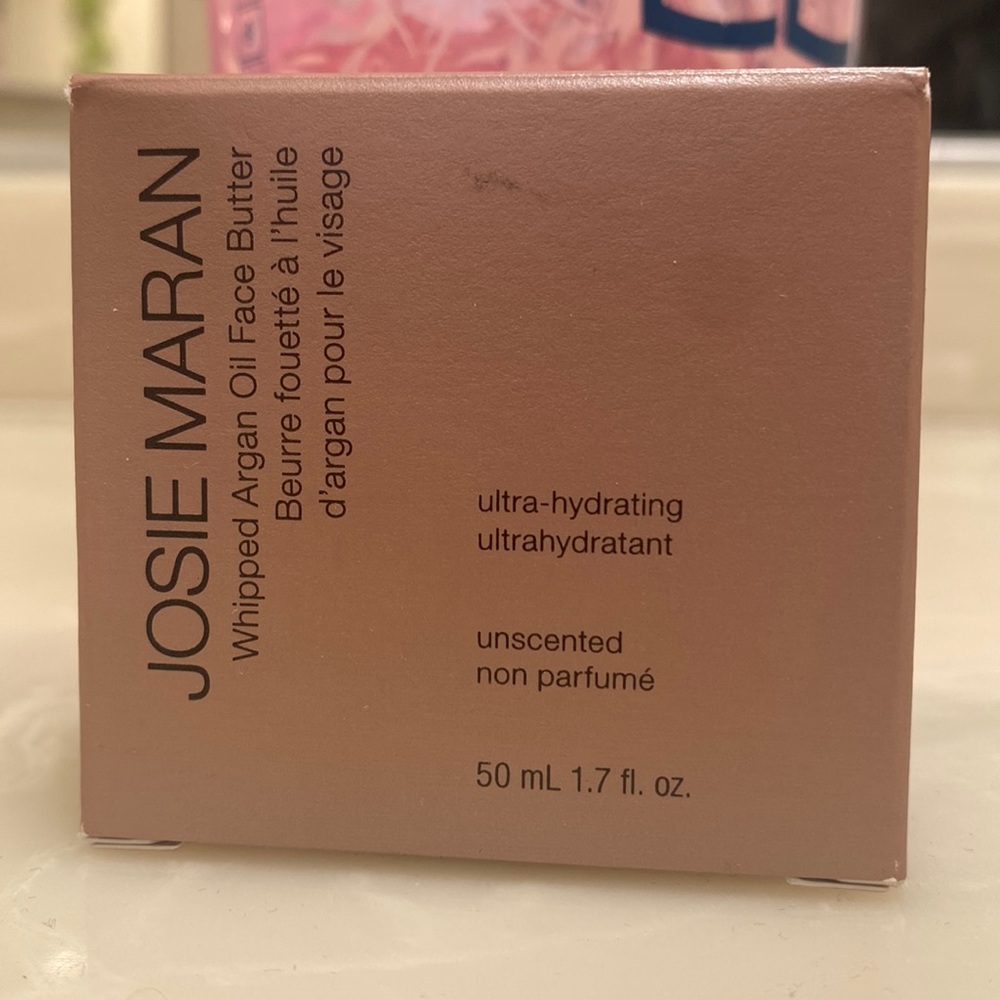 JOSIE MARAN
Whipped Argan Oil Face Butter
Beurre fouetté à l'huile
d'argan pour le visage
ultra-hydrating
ultrahydratant
unscented
non parfumé
50 mL 1.7 fl. oz.